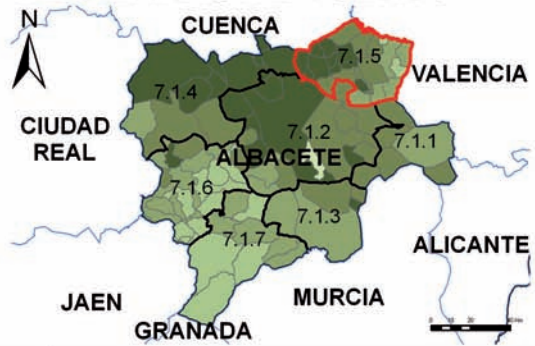 N
CUENCA
7.1.5
VALENCIA
7.1.4
CIUDAD
REAL
7.1.2
7.1.1
ALBACETE
7.1.6
7.1.3
7.1.7
ALICANTE
JAEN
MURCIA
GRANADA